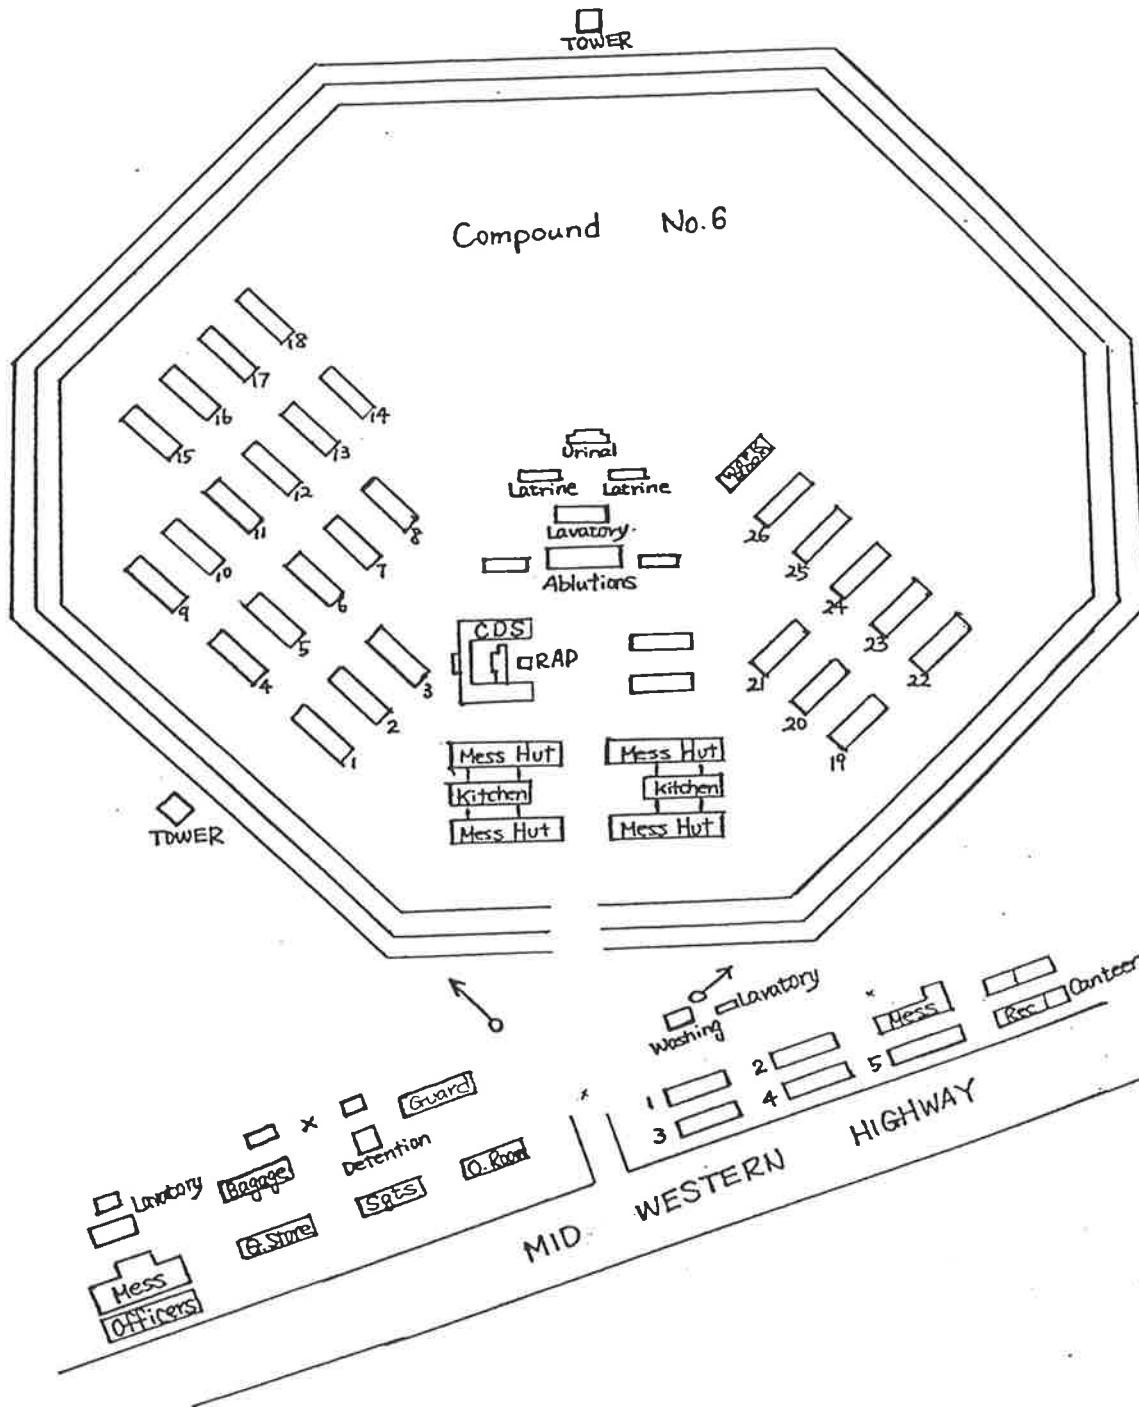 TOWER
Compound No.6
18
17
16
15
14
13
12
11
10
9
8
7
6
5
4
3
2
1
Urinal
Latrine Latrine
Lavatory.
Ablutions
C.D.S
RAP
WORK
26
25
24
23
22
21
20
19
Mess Hut
Kitchen
Mess Hut
Mess Hut
Kitchen
Mess Hut
TOWER
Washing
Lavatory
Mess
Rec
Canteen
1
2
3
4
5
Guard
Detention
Lavatory
Bagage
Sgts
O. Room
Q. Store
Mess
Officers
MID WESTERN HIGHWAY